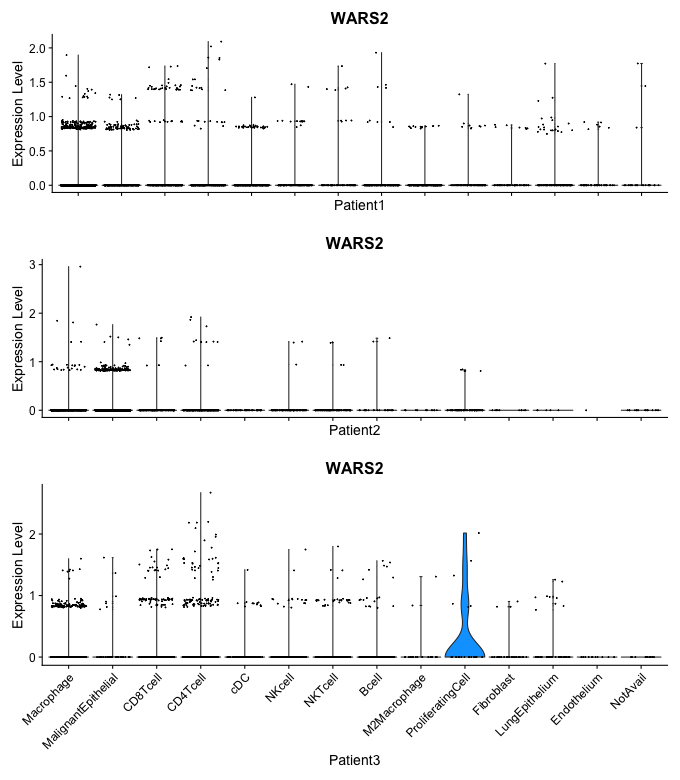 WARS2
Expression Level
2.0
1.5
1.0
0.5
0.0
Patient1
WARS2
Expression Level
3
2
1
0
Patient2
WARS2
Expression Level
2
1
0
Macrophage
MalignantEpithelial
CD8Tcell
CD4Tcell
cDC
NKcell
NKTcell
Bcell
M2Macrophage
ProliferatingCell
Fibroblast
LungEpithelium
Endothelium
NotAvail
Patient3